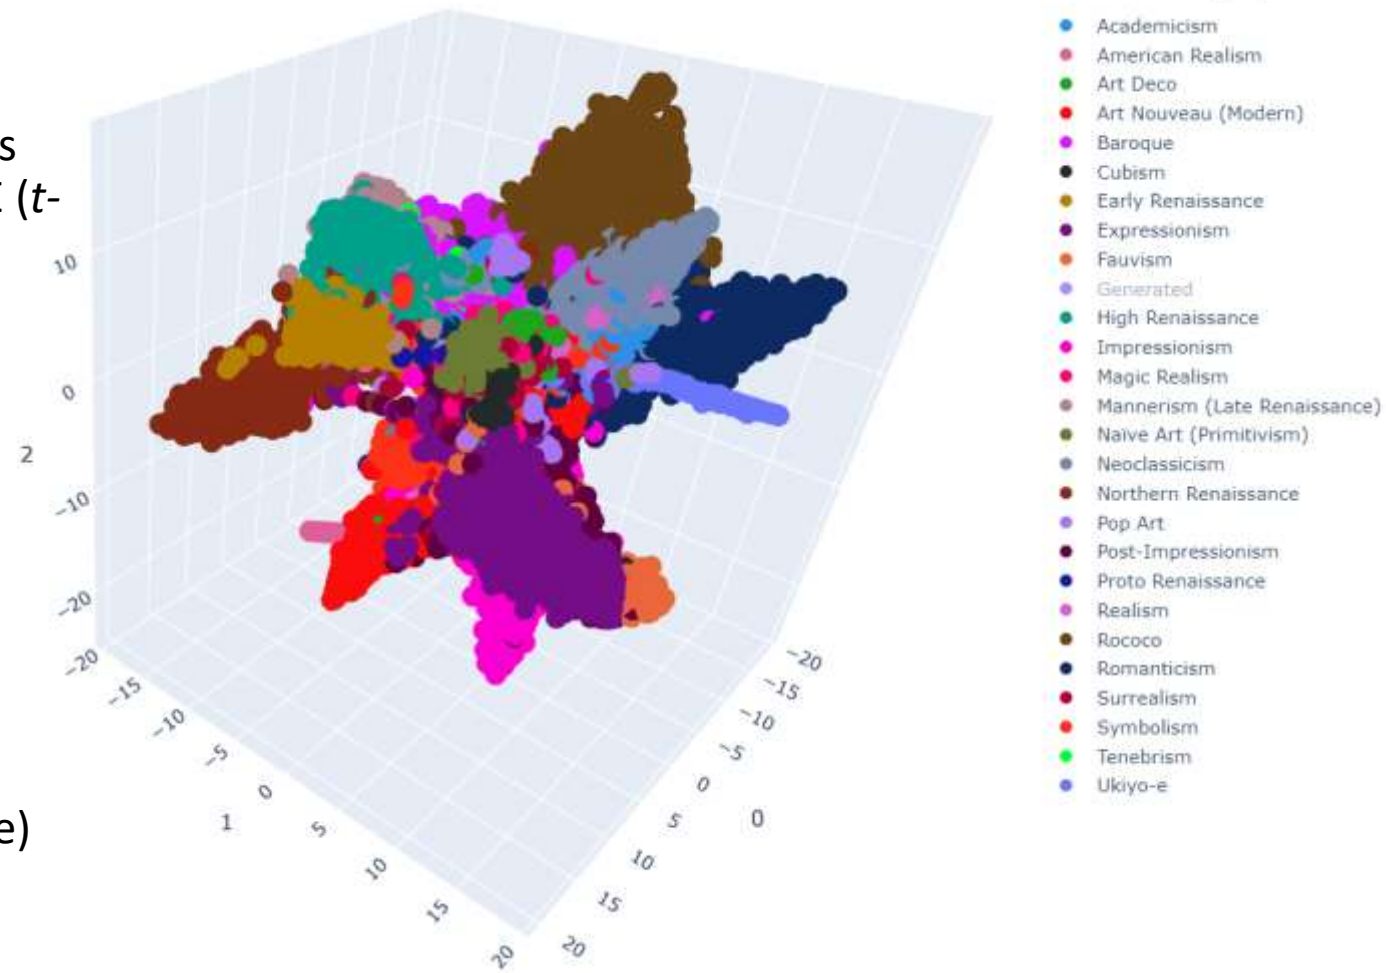 s
(t-
e)
10
0
2
−10
−20
−20
−15
−10
−5
0
5
10
15
20
1
−20
−15
−10
−5
0
5
10
15
20
0
Academicism
American Realism
Art Deco
Art Nouveau (Modern)
Baroque
Cubism
Early Renaissance
Expressionism
Fauvism
Generated
High Renaissance
Impressionism
Magic Realism
Mannerism (Late Renaissance)
Naïve Art (Primitivism)
Neoclassicism
Northern Renaissance
Pop Art
Post-Impressionism
Proto Renaissance
Realism
Rococo
Romanticism
Surrealism
Symbolism
Tenebrism
Ukiyo-e